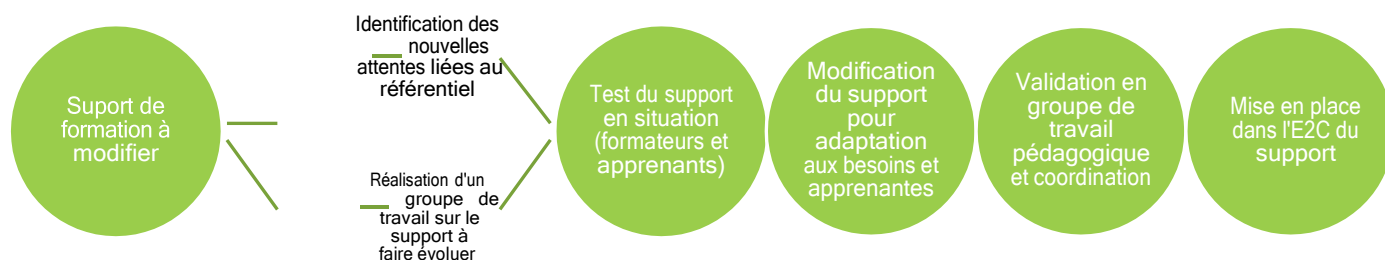 Suport de
formation à
modifier
Identification des
nouvelles
attentes liées au
référentiel
Réalisation d'un
groupe de
travail sur le
support à
faire évoluer
Test du support
en situation
(formateurs et
apprenants)
Modification
du support
pour
adaptation
aux besoins et
apprenantes
Validation en
groupe de
travail
pédagogique
et coordination
Mise en place
dans l'E2C du
support